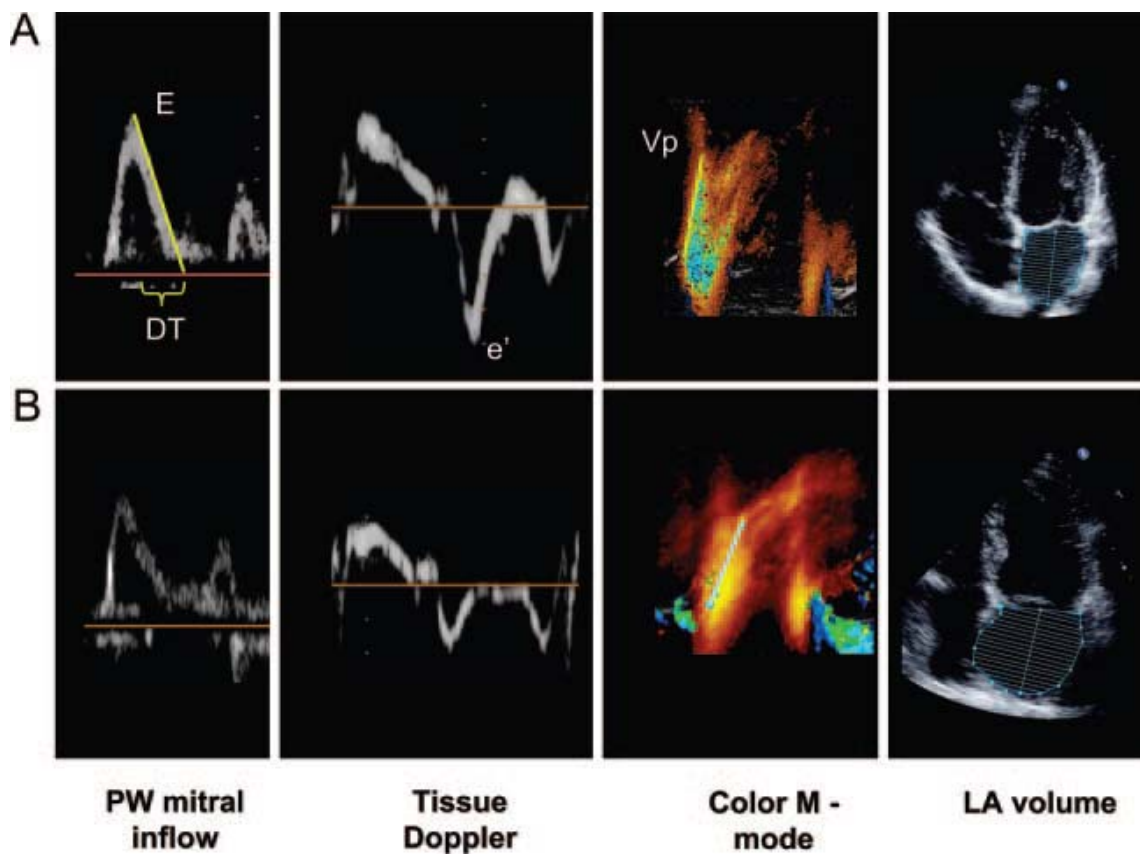 A
E
DT
e'
Vp
B
PW mitral
inflow
Tissue
Doppler
Color M -
mode
LA volume